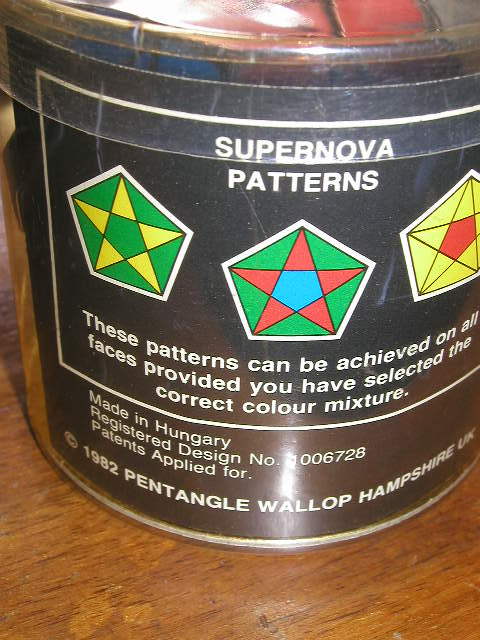 SUPERNOVA
PATTERNS
These patterns can be achieved on all
faces provided you have selected the
correct colour mixture.
Made in Hungary
Registered Design No. 1006728
Patents Applied for.
© 1982 PENTANGLE WALLOP HAMPSHIRE UK